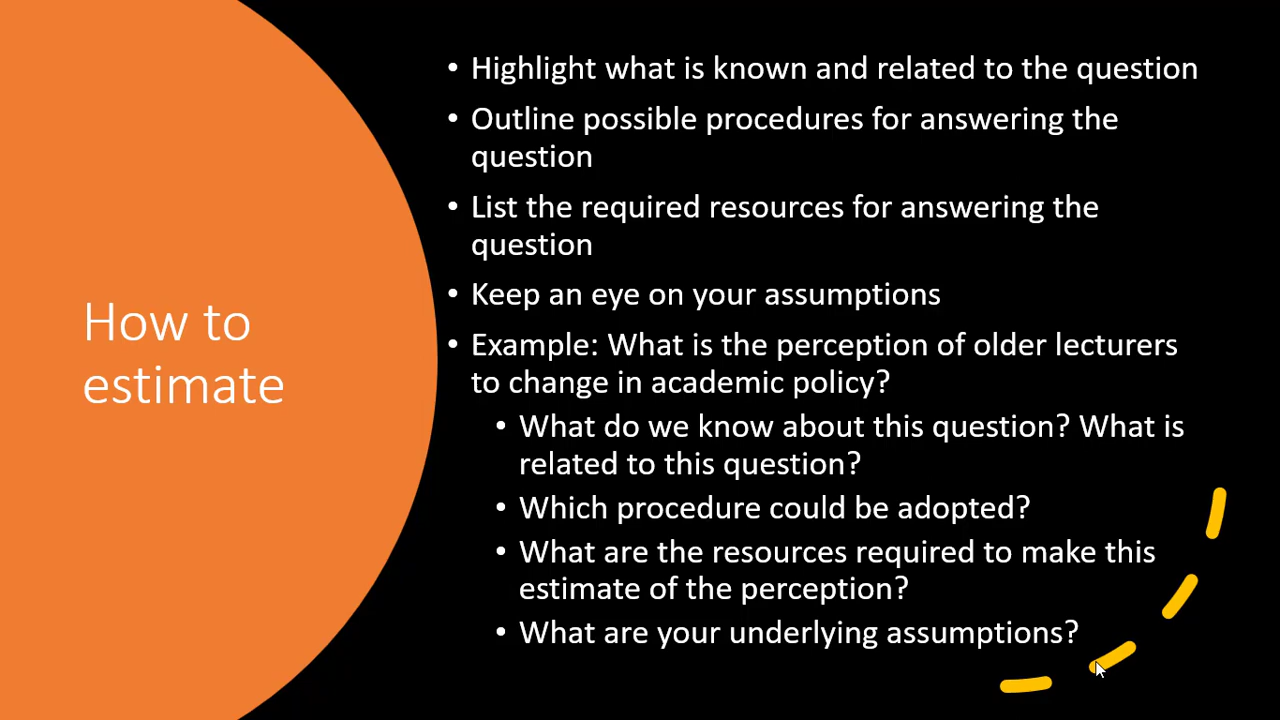 How to
estimate
• Highlight what is known and related to the question
• Outline possible procedures for answering the
question
• List the required resources for answering the
question
• Keep an eye on your assumptions
• Example: What is the perception of older lecturers
to change in academic policy?
• What do we know about this question? What is
related to this question?
• Which procedure could be adopted?
• What are the resources required to make this
estimate of the perception?
• What are your underlying assumptions?